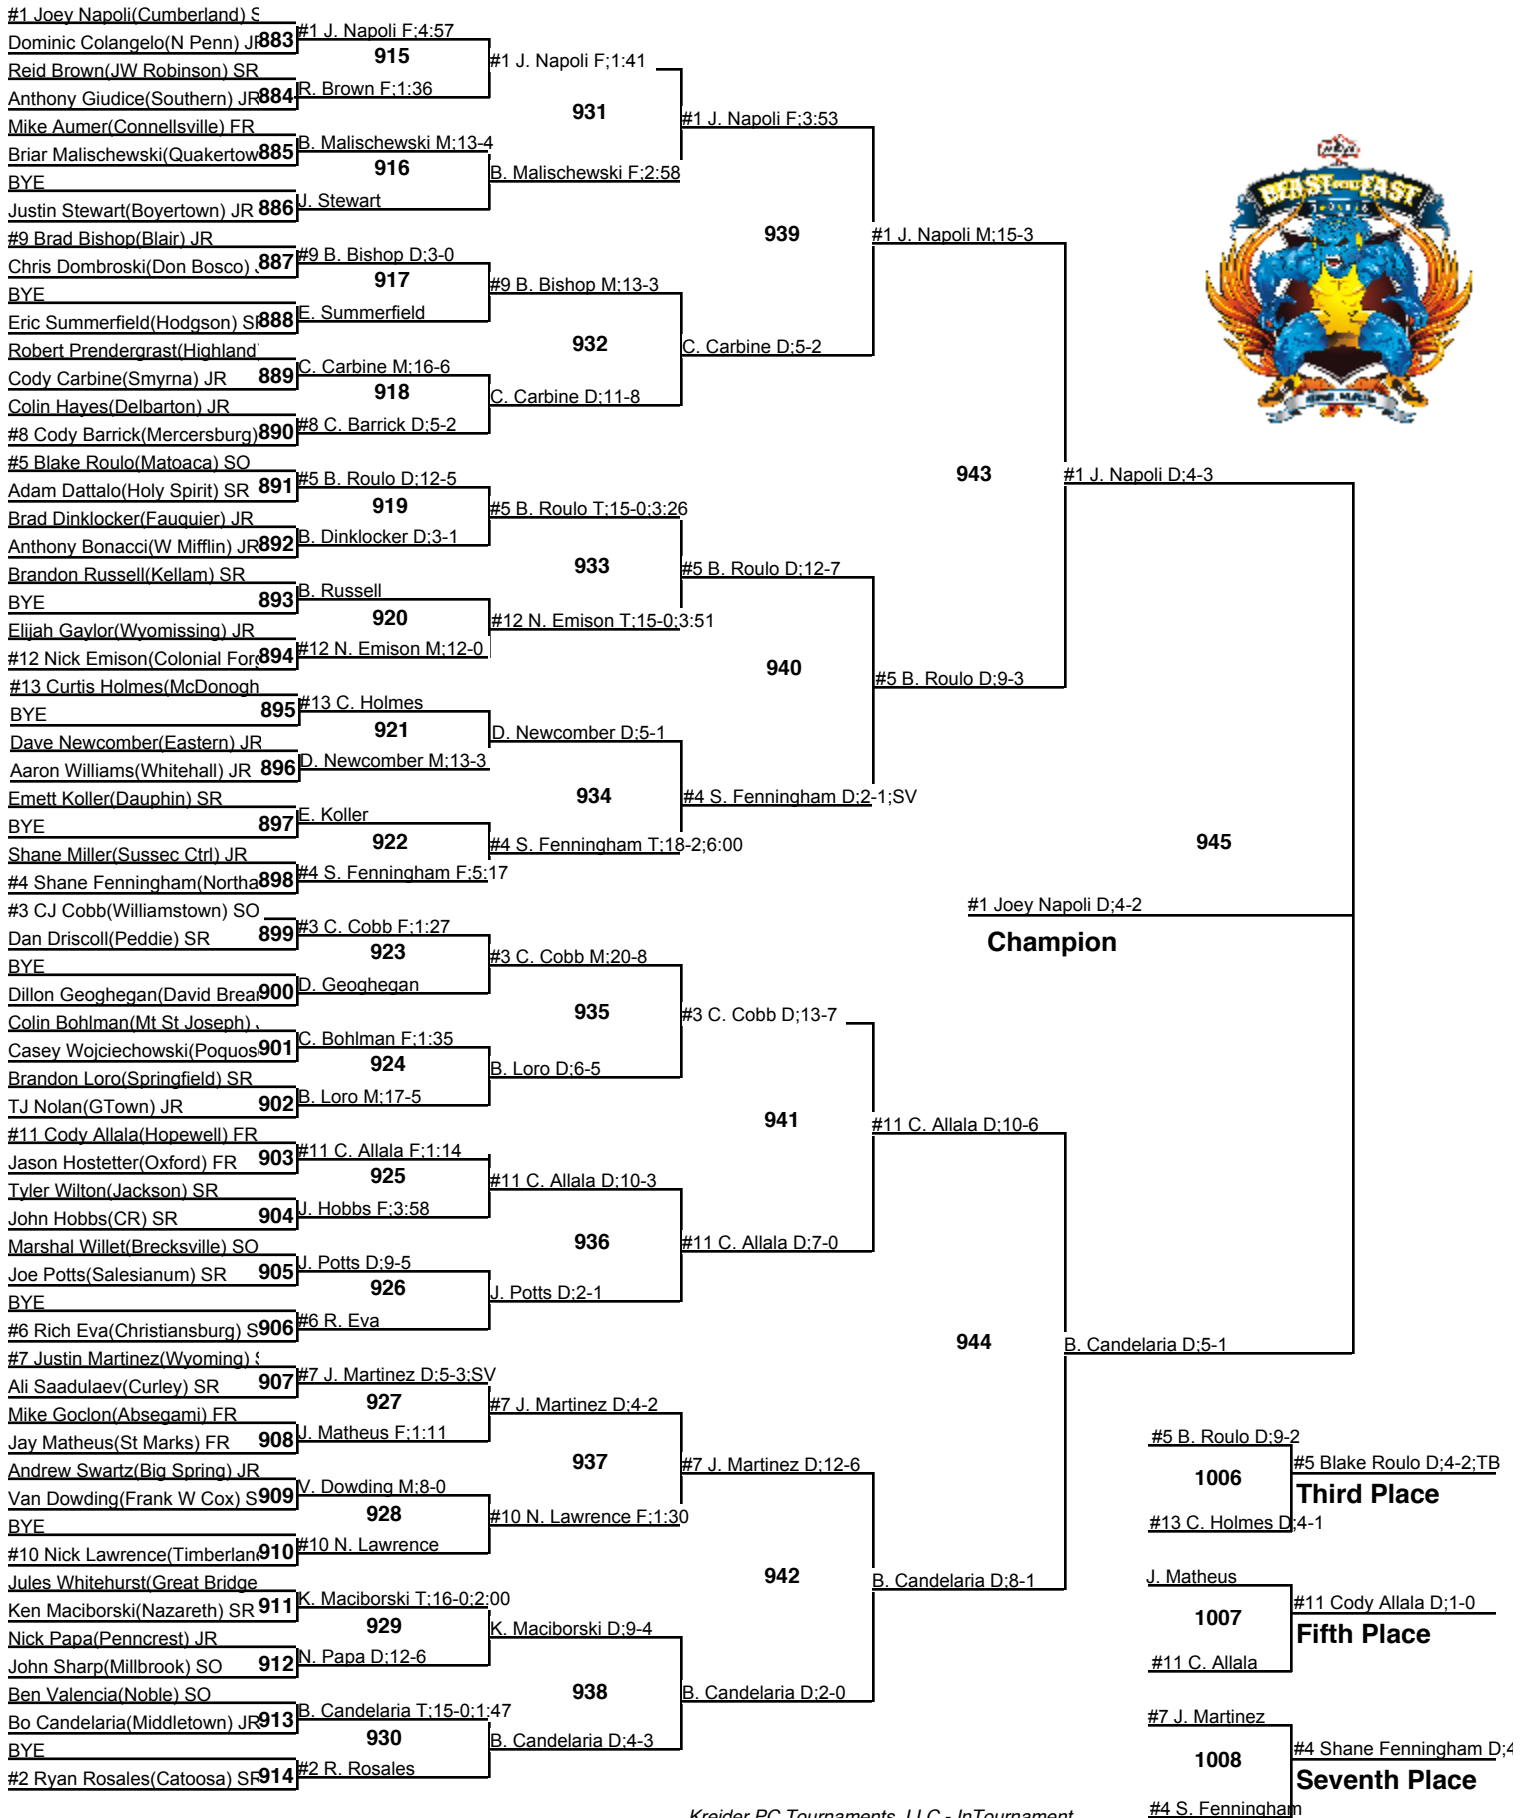 #1 Joey Napoli(Cumberland) S
Dominic Colangelo(N Penn) JR
883
Reid Brown(JW Robinson) SR
Anthony Giudice(Southern) JR
884
Mike Aumer(Connellsville) FR
Briar Malischewski(Quakertow
885
BYE
Justin Stewart(Boyertown) JR
886
#9 Brad Bishop(Blair) JR
Chris Dombroski(Don Bosco)
887
BYE
Eric Summerfield(Hodgson) SR
888
Robert Prendergrast(Highland
Cody Carbine(Smyrna) JR
889
Colin Hayes(Delbarton) JR
#8 Cody Barrick(Mercersburg)
890
#5 Blake Roulo(Matoaca) SO
Adam Dattalo(Holy Spirit) SR
891
Brad Dinklocker(Fauquier) JR
Anthony Bonacci(W Mifflin) JR
892
Brandon Russell(Kellam) SR
BYE
893
Elijah Gaylor(Wyomissing) JR
#12 Nick Emison(Colonial Forg
894
#13 Curtis Holmes(McDonogh
BYE
895
Dave Newcomber(Eastern) JR
Aaron Williams(Whitehall) JR
896
Emett Koller(Dauphin) SR
BYE
897
Shane Miller(Sussec Ctrl) JR
#4 Shane Fenningham(Northa
898
#3 CJ Cobb(Williamstown) SO
Dan Driscoll(Peddie) SR
899
BYE
Dillon Geoghegan(David Brear
900
Colin Bohlman(Mt St Joseph)
Casey Wojciechowski(Poquos
901
Brandon Loro(Springfield) SR
TJ Nolan(GTown) JR
902
#11 Cody Allala(Hopewell) FR
Jason Hostetter(Oxford) FR
903
Tyler Wilton(Jackson) SR
John Hobbs(CR) SR
904
Marshal Willet(Brecksville) SO
Joe Potts(Salesianum) SR
905
BYE
#6 Rich Eva(Christiansburg) S
906
#7 Justin Martinez(Wyoming) S
Ali Saadulaev(Curley) SR
907
Mike Goclon(Absegami) FR
Jay Matheus(St Marks) FR
908
Andrew Swartz(Big Spring) JR
Van Dowding(Frank W Cox) S
909
BYE
#10 Nick Lawrence(Timberlane
910
Jules Whitehurst(Great Bridge
Ken Maciborski(Nazareth) SR
911
Nick Papa(Penncrest) JR
John Sharp(Millbrook) SO
912
Ben Valencia(Noble) SO
Bo Candelaria(Middletown) JR
913
BYE
#2 Ryan Rosales(Catoosa) SR
914
#1 J. Napoli F;4:57
915
R. Brown F;1:36
B. Malischewski M;13-4
916
J. Stewart
#9 B. Bishop D;3-0
917
E. Summerfield
C. Carbine M;16-6
918
#8 C. Barrick D;5-2
#5 B. Roulo D;12-5
919
B. Dinklocker D;3-1
B. Russell
920
#12 N. Emison M;12-0
#13 C. Holmes
921
D. Newcomber M;13-3
E. Koller
922
#4 S. Fenningham F;5:17
#3 C. Cobb F;1:27
923
D. Geoghegan
C. Bohlman F;1:35
924
B. Loro M;17-5
#11 C. Allala F;1:14
925
J. Hobbs F;3:58
J. Potts D;9-5
926
#6 R. Eva
#7 J. Martinez D;5-3;SV
927
J. Matheus F;1:11
V. Dowding M;8-0
928
#10 N. Lawrence
K. Maciborski T;16-0;2:00
929
N. Papa D;12-6
B. Candelaria T;15-0;1:47
930
#2 R. Rosales
#1 J. Napoli F;1:41
931
B. Malischewski F;2:58
#9 B. Bishop M;13-3
932
C. Carbine D;11-8
#5 B. Roulo T;15-0;3:26
933
#12 N. Emison T;15-0;3:51
D. Newcomber D;5-1
934
#4 S. Fenningham T;18-2;6:00
#3 C. Cobb M;20-8
935
B. Loro D;6-5
#11 C. Allala D;10-3
936
J. Potts D;2-1
#7 J. Martinez D;4-2
937
#10 N. Lawrence F;1:30
K. Maciborski D;9-4
938
B. Candelaria D;4-3
#1 J. Napoli F;3:53
939
C. Carbine D;5-2
#5 B. Roulo D;12-7
940
#4 S. Fenningham D;2-1;SV
#3 C. Cobb D;13-7
941
#11 C. Allala D;7-0
#7 J. Martinez D;12-6
942
B. Candelaria D;2-0
#1 J. Napoli M;15-3
943
#5 B. Roulo D;9-3
#11 C. Allala D;10-6
944
B. Candelaria D;8-1
#1 J. Napoli D;4-3
945
B. Candelaria D;5-1
#1 Joey Napoli D;4-2
Champion
BEAST OF THE EAST
#5 B. Roulo D;9-2
1006
#13 C. Holmes D;4-1
#5 Blake Roulo D;4-2;TB
Third Place
J. Matheus
1007
#11 C. Allala
#11 Cody Allala D;1-0
Fifth Place
#7 J. Martinez
1008
#4 S. Fenningham
#4 Shane Fenningham D;4
Seventh Place
Kreider PC Tournaments, LLC - InTournament